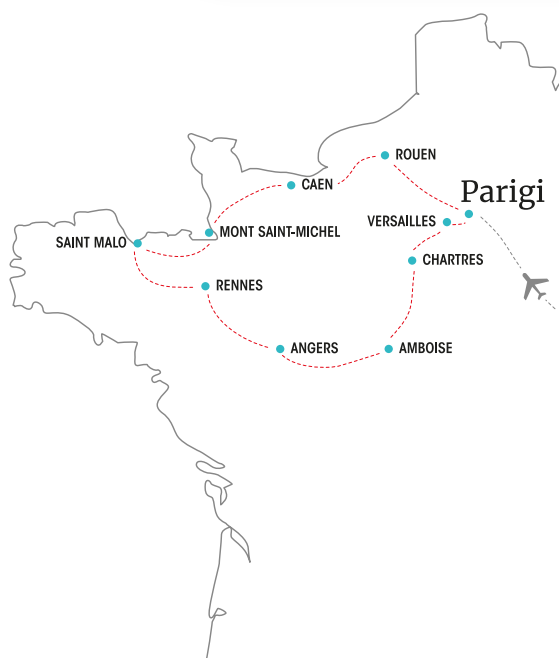 ROUEN
CAEN
Parigi
VERSAILLES
MONT SAINT-MICHEL
SAINT MALO
CHARTRES
RENNES
ANGERS
AMBOISE